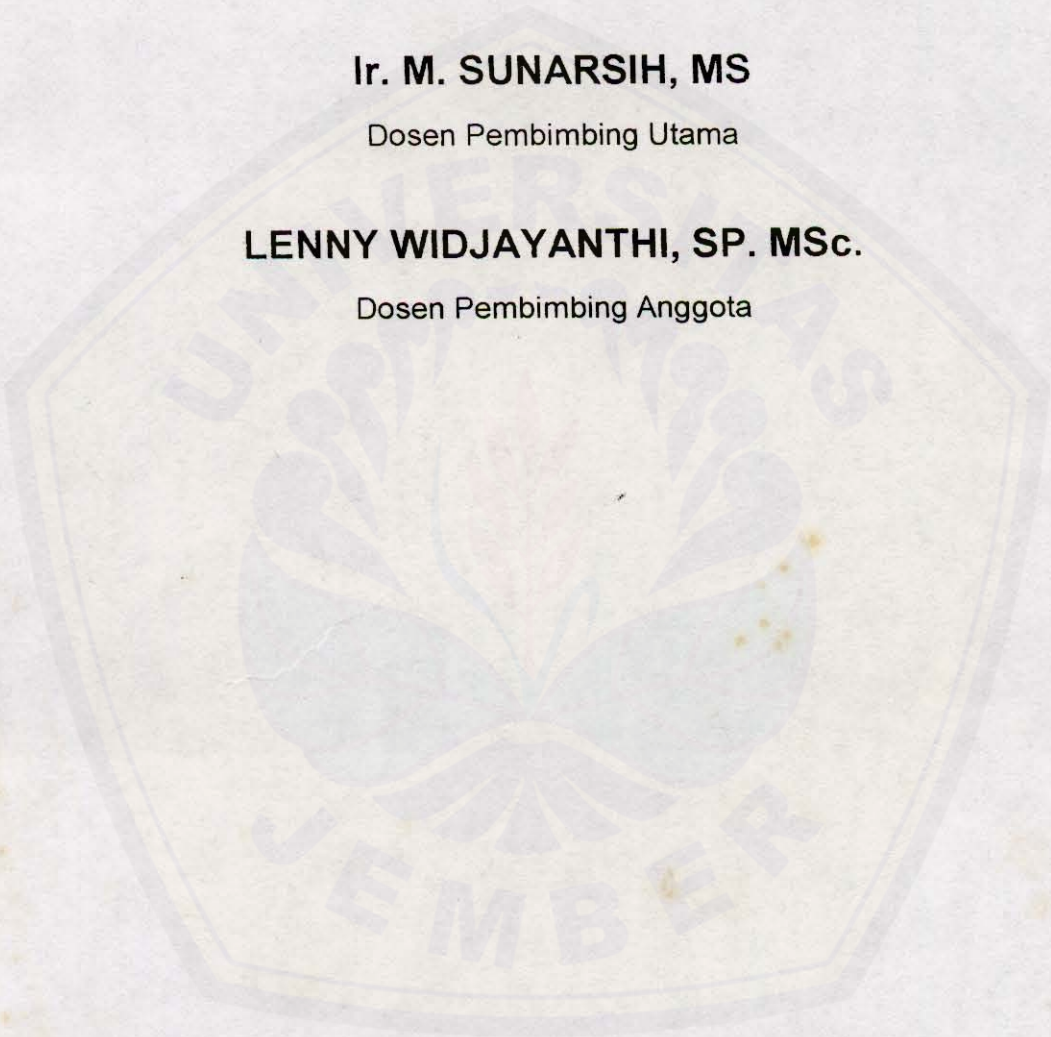 Ir. M. SUNARSIH, MS
Dosen Pembimbing Utama
LENNY WIDJAYANTHI, SP. MSc.
Dosen Pembimbing Anggota
UNIVERSITAS
JEMBER